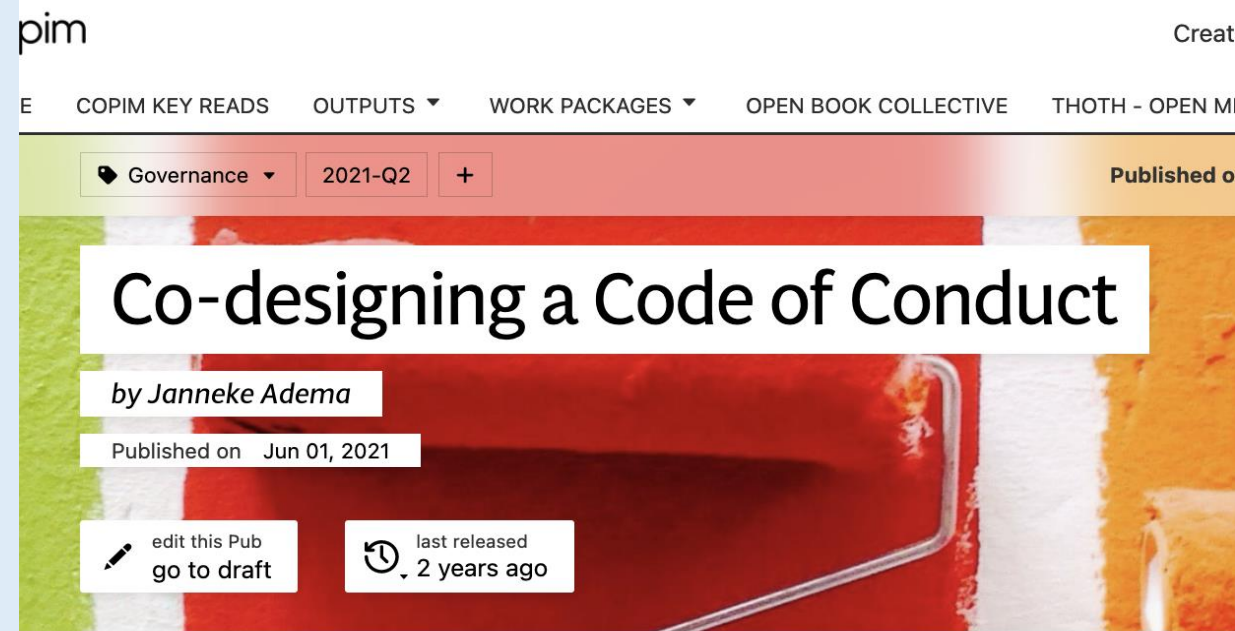 pim
Creat
E COPIM KEY READS OUTPUTS WORK PACKAGES OPEN BOOK COLLECTIVE THOTH - OPEN ME
Governance 2021-Q2 + Published o
Co-designing a Code of Conduct
by Janneke Adema
Published on Jun 01, 2021
edit this Pub last released
go to draft 2 years ago